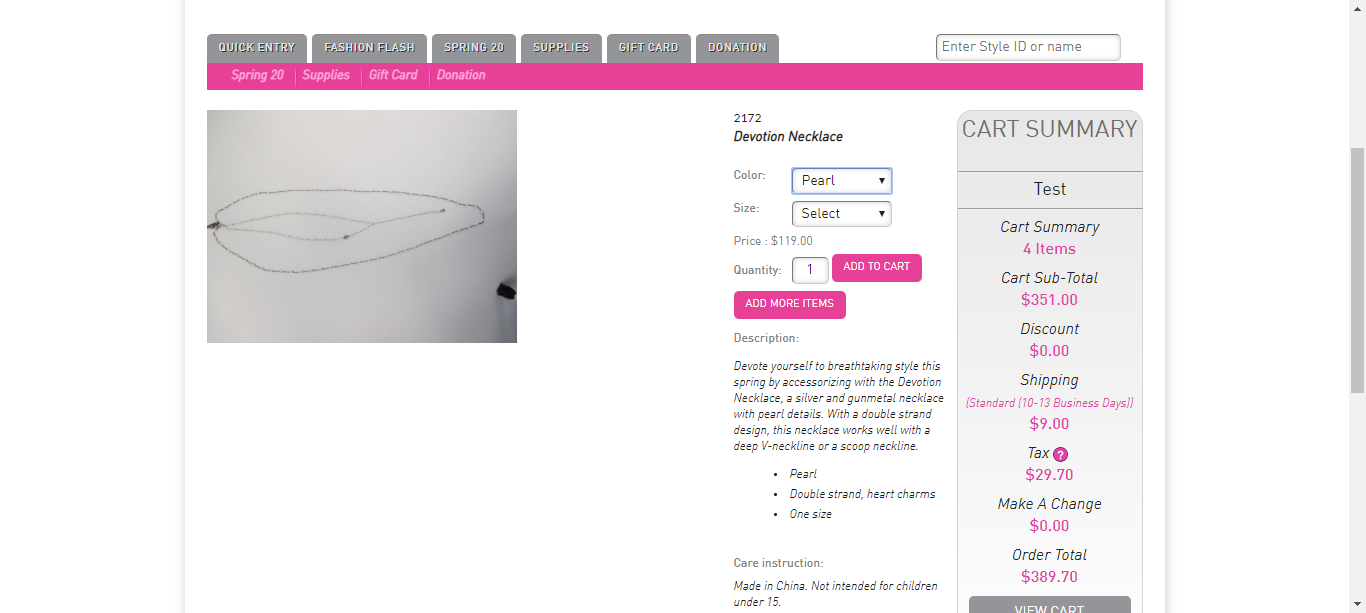 QUICK ENTRY
FASHION FLASH
SPRING 20
SUPPLIES
GIFT CARD
DONATION
Enter Style ID or name
Spring 20
Supplies
Gift Card
Donation
2172
Devotion Necklace
Color:
Pearl
Size:
Select
Price : $119.00
Quantity:
1
ADD TO CART
ADD MORE ITEMS
Description:
Devote yourself to breathtaking style this
spring by accessorizing with the Devotion
Necklace, a silver and gunmetal necklace
with pearl details. With a double strand
design, this necklace works well with a
deep V-neckline or a scoop neckline.
• Pearl
• Double strand, heart charms
• One size
Care instruction:
Made in China. Not intended for children
under 15.
CART SUMMARY
Test
Cart Summary
4 Items
Cart Sub-Total
$351.00
Discount
$0.00
Shipping
(Standard (10-13 Business Days))
$9.00
Tax ?
$29.70
Make A Change
$0.00
Order Total
$389.70
VIEW CART